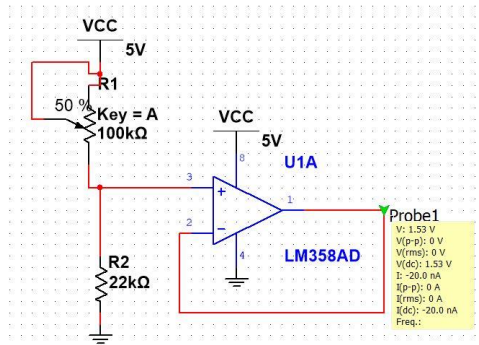 VCC
5V
R1
50 %
Key = A
100kΩ
VCC
5V
8
U1A
3
1
2
4
LM358AD
R2
22kΩ
Probe1
V: 1.53 V
V(p-p): 0 V
V(rms): 0 V
V(dc): 1.53 V
I: -20.0 nA
I(p-p): 0 A
I(rms): 0 A
I(dc): -20.0 nA
Freq.: